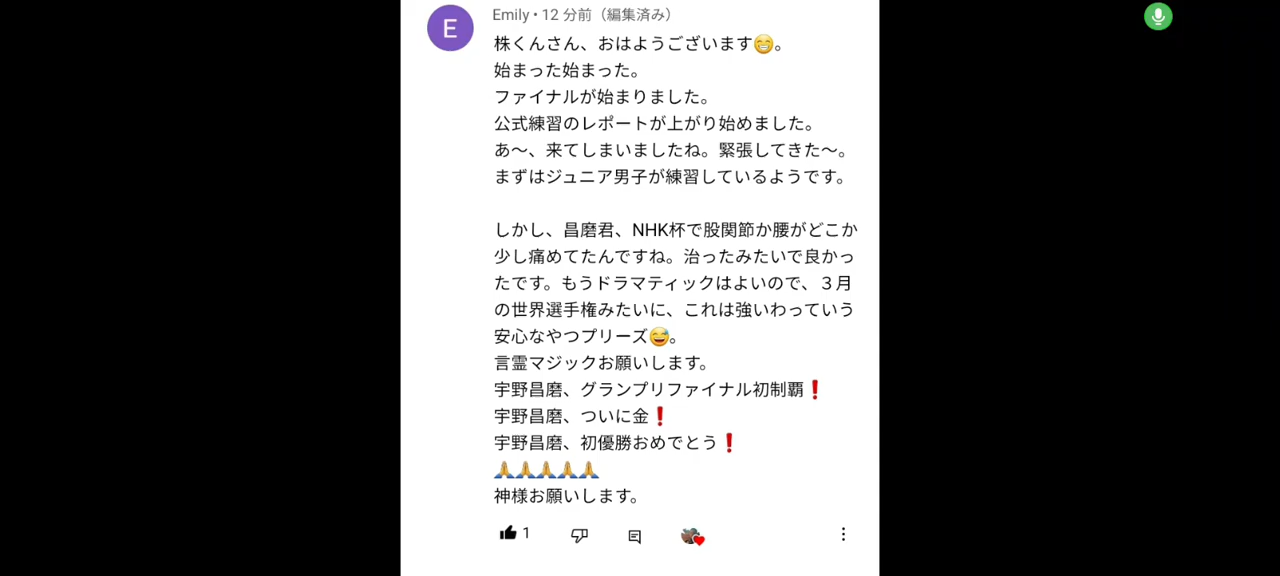 E
Emily • 12 分前（編集済み）
株くんさん、おはようございます😁。
始まった始まった。
ファイナルが始まりました。
公式練習のレポートが上がり始めました。
あ〜、来てしまいましたね。緊張してきた〜。
まずはジュニア男子が練習しているようです。
しかし、昌磨君、NHK杯で股関節か腰がどこか
少し痛めてたんですね。治ったみたいで良かっ
たです。もうドラマティックはよいので、３月
の世界選手権みたいに、これは強いわっていう
安心なやつプリーズ😅。
言霊マジックお願いします。
宇野昌磨、グランプリファイナル初制覇❗
宇野昌磨、ついに金❗
宇野昌磨、初優勝おめでとう❗
🙏🙏🙏🙏🙏
神様お願いします。
1